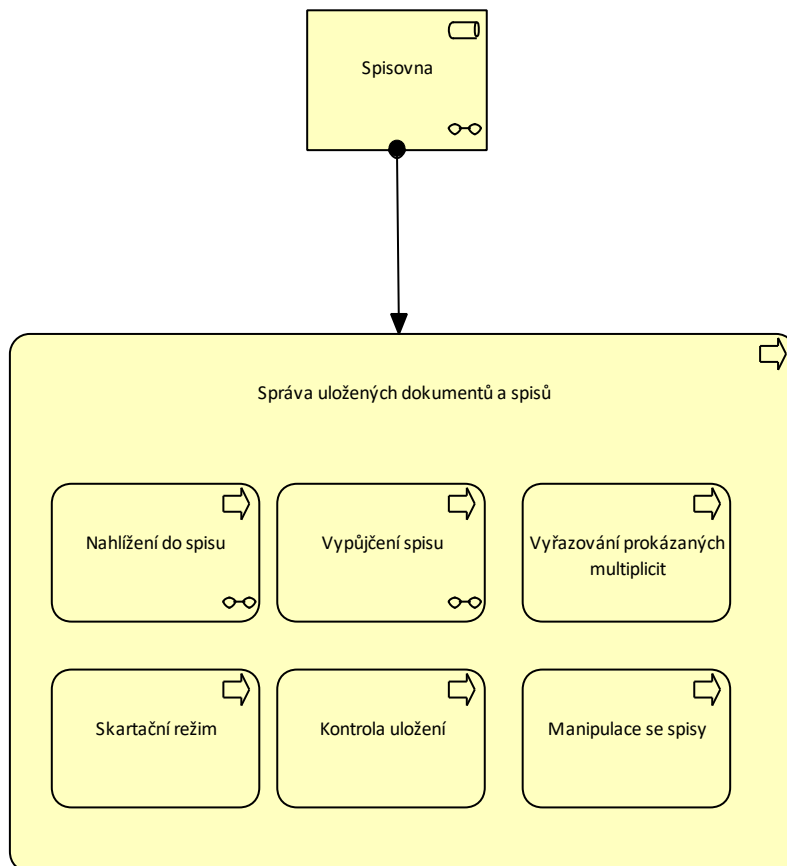 Spisovna
Správa uložených dokumentů a spisů
Nahlížení do spisu
Vypůjčení spisu
Vyřazování prokázaných
multiplicit
Skartační režim
Kontrola uložení
Manipulace se spisy